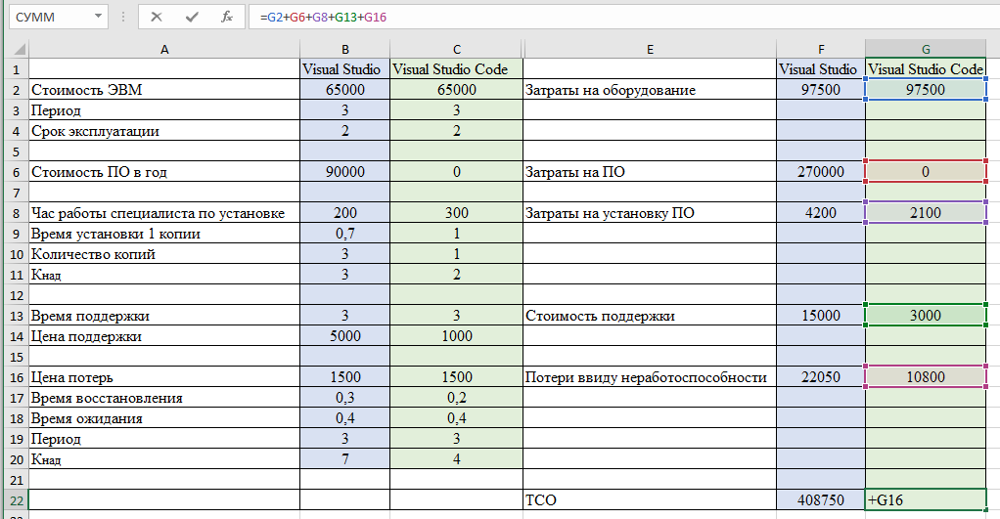 СУММ =G2+G6+G8+G13+G16
A B C E F G
1 Visual Studio Visual Studio Code Visual Studio Visual Studio Code
2 Стоимость ЭВМ 65000 65000 Затраты на оборудование 97500 97500
3 Период 3 3
4 Срок эксплуатации 2 2
5
6 Стоимость ПО в год 90000 0 Затраты на ПО 270000 0
7
8 Час работы специалиста по установке 200 300 Затраты на установку ПО 4200 2100
9 Время установки 1 копии 0,7 1
10 Количество копий 3 1
11 Кнад 3 2
12
13 Время поддержки 3 3 Стоимость поддержки 15000 3000
14 Цена поддержки 5000 1000
15
16 Цена потерь 1500 1500 Потери ввиду неработоспособности 22050 10800
17 Время восстановления 0,3 0,2
18 Время ожидания 0,4 0,4
19 Период 3 3
20 Кнад 7 4
21
22 ТСО 408750 +G16